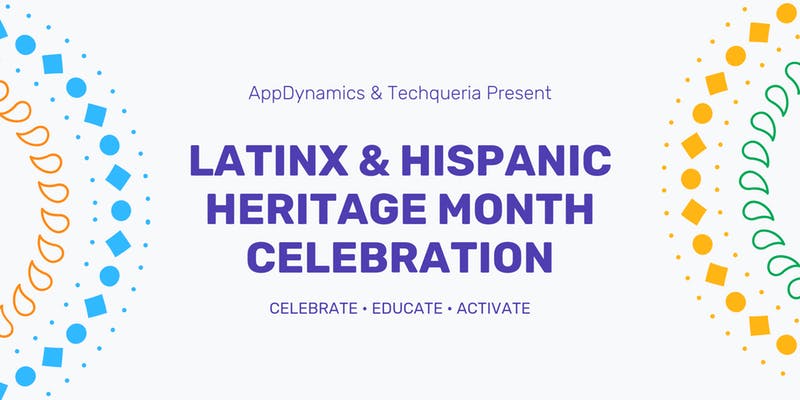 AppDynamics & Techqueria Present
LATINX & HISPANIC
HERITAGE MONTH
CELEBRATION
CELEBRATE • EDUCATE • ACTIVATE